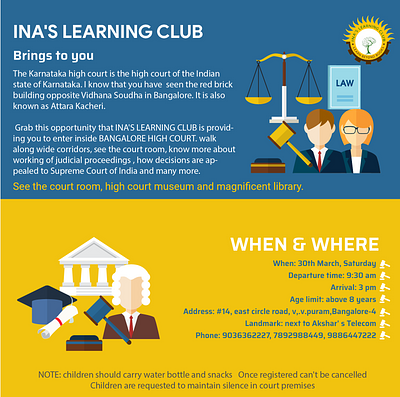 INA'S LEARNING CLUB
Brings to you
The Karnataka high court is the high court of the Indian
state of Karnataka. I know that you have seen the red brick
building opposite Vidhana Soudha in Bangalore. It is also
known as Attara Kacheri.
Grab this opportunity that INA'S LEARNING CLUB is provid-
ing you to enter inside BANGALORE HIGH COURT. walk
along wide corridors, see the court room, know more about
working of judicial proceedings , how decisions are ap-
pealed to Supreme Court of India and many more.
See the court room, high court museum and magnificent library.
LAW
WHEN & WHERE
When: 30th March, Saturday
Departure time: 9:30 am
Arrival: 3 pm
Age limit: above 8 years
Address: #14, east circle road, v,.v.puram,Bangalore-4
Landmark: next to Akshar's Telecom
Phone: 9036362227, 7892988449, 9886447222
NOTE: children should carry water bottle and snacks Once registered can't be cancelled
Children are requested to maintain silence in court premises